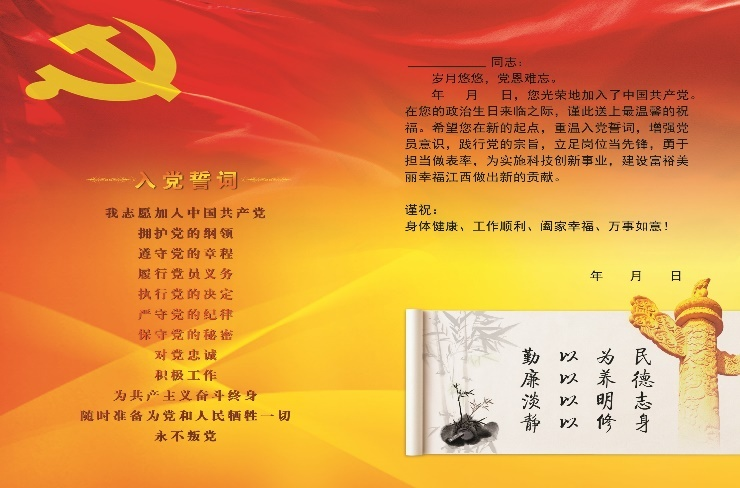 入党誓词
我志愿加入中国共产党
拥护党的纲领
遵守党的章程
履行党员义务
执行党的决定
严守党的纪律
保守党的秘密
对党忠诚
积极工作
为共产主义奋斗终身
随时准备为党和人民牺牲一切
永不叛党
________ 同志：
岁月悠悠，党恩难忘。
年 月 日，您光荣地加入了中国共产党。
在您的政治生日来临之际，谨此送上最温馨的祝
福。希望您在新的起点，重温入党誓词，增强党
员意识，践行党的宗旨，立足岗位当先锋，勇于
担当做表率，为实施科技创新事业，建设富裕美
丽幸福江西做出新的贡献。
谨祝：
身体健康、工作顺利、阖家幸福、万事如意！
年 月 日
勤以为民
廉以养德
淡以明志
静以修身